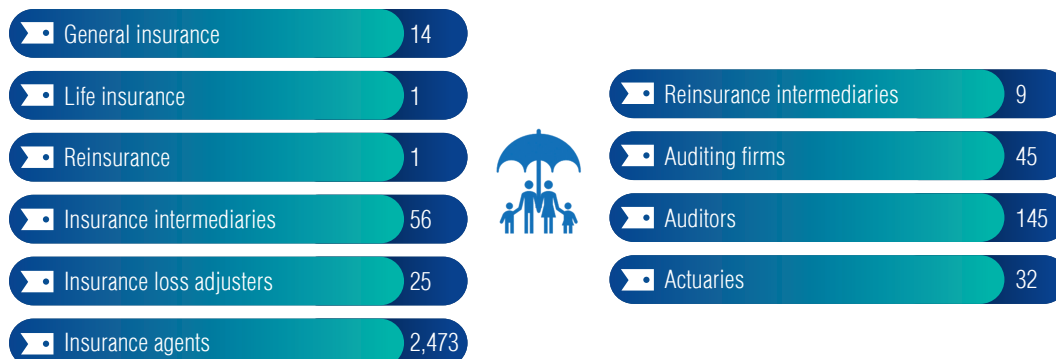 General insurance 14
Life insurance 1
Reinsurance 1
Insurance intermediaries 56
Insurance loss adjusters 25
Insurance agents 2,473
Reinsurance intermediaries 9
Auditing firms 45
Auditors 145
Actuaries 32